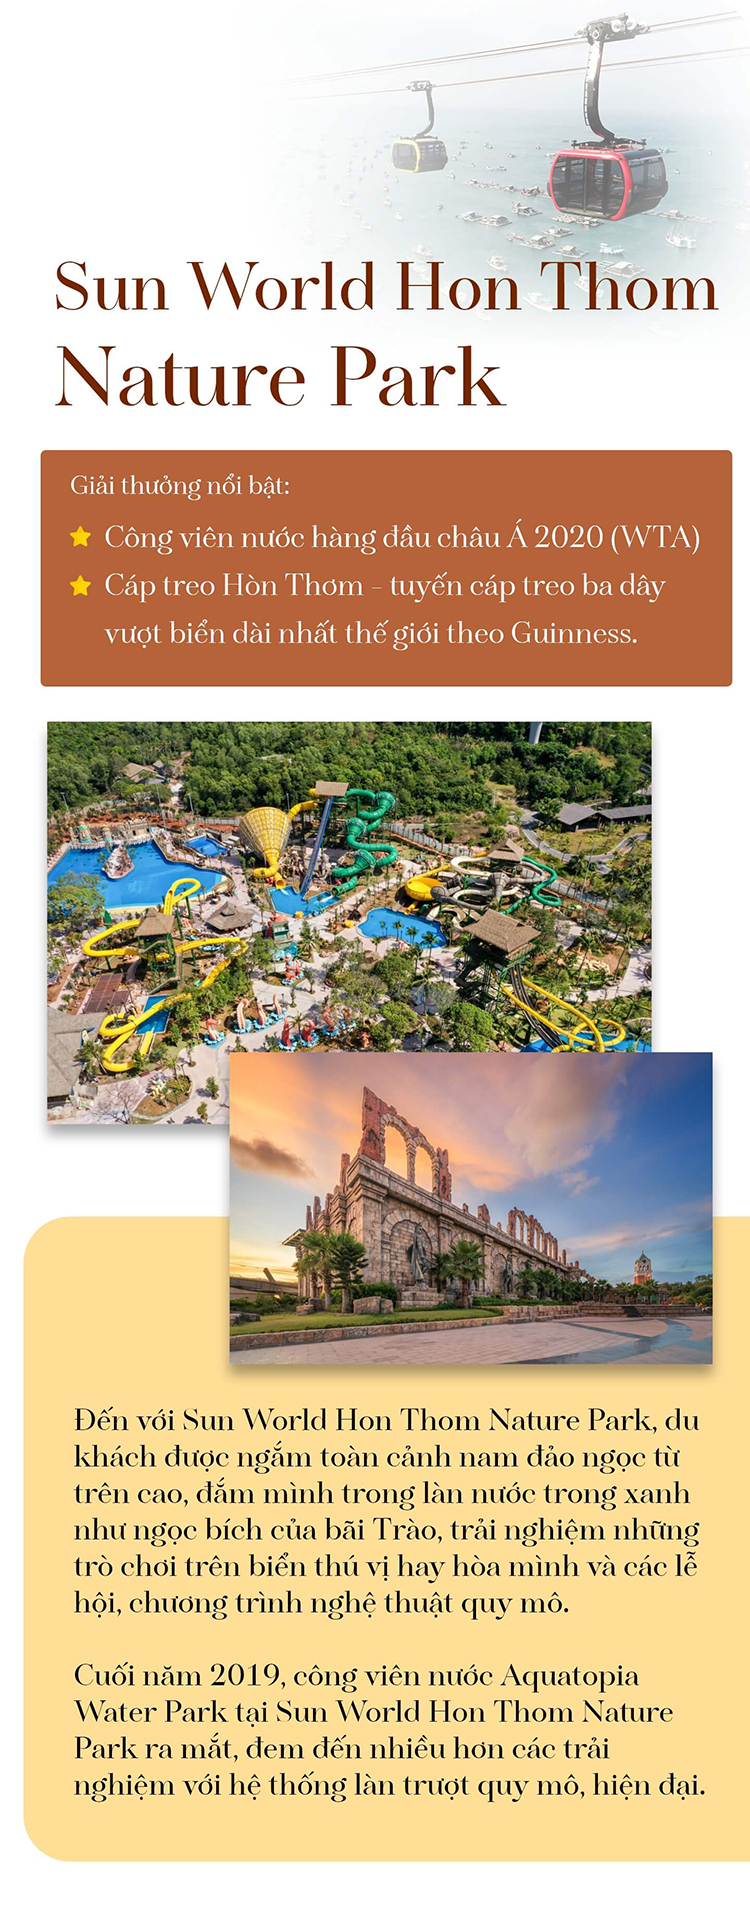 Sun World Hon Thom
Nature Park
Giải thưởng nổi bật:
Công viên nước hàng đầu châu Á 2020 (WTA)
Cáp treo Hòn Thơm - tuyến cáp treo ba dây
vượt biển dài nhất thế giới theo Guinness.
Đến với Sun World Hon Thom Nature Park, du
khách được ngắm toàn cảnh nam đảo ngọc từ
trên cao, đắm mình trong làn nước trong xanh
như ngọc bích của bãi Trào, trải nghiệm những
trò chơi trên biển thú vị hay hòa mình và các lễ
hội, chương trình nghệ thuật quy mô.
Cuối năm 2019, công viên nước Aquatopia
Water Park tại Sun World Hon Thom Nature
Park ra mắt, đem đến nhiều hơn các trải
nghiệm với hệ thống làn trượt quy mô, hiện đại.